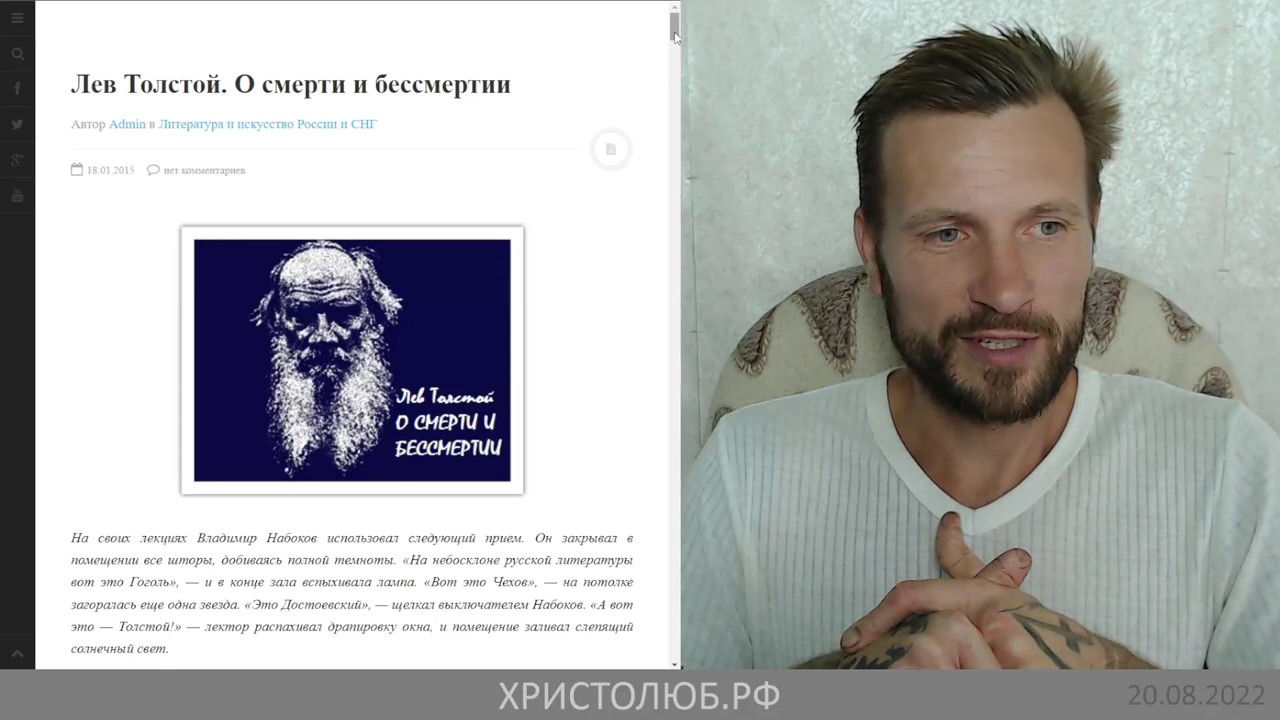 Лев Толстой. О смерти и бессмертии
Автор Admin в Литература и искусство России и СНГ
18.01.2015 нет комментариев
Лев Толстой
О СМЕРТИ И
БЕССМЕРТИИ
На своих лекциях Владимир Набоков использовал следующий прием. Он закрывал в
помещении все шторы, добиваясь полной темноты. «На небосклоне русской литературы
вот это Гоголь», — и в конце зала вспыхивала лампа. «Вот это Чехов», — на потолке
загоралась еще одна звезда. «Это Достоевский», — щелкал выключателем Набоков. «А вот
это — Толстой!» — лектор распахивал драпировку окна, и помещение заливал слепящий
солнечный свет.
ХРИСТОЛЮБ.РФ
20.08.2022